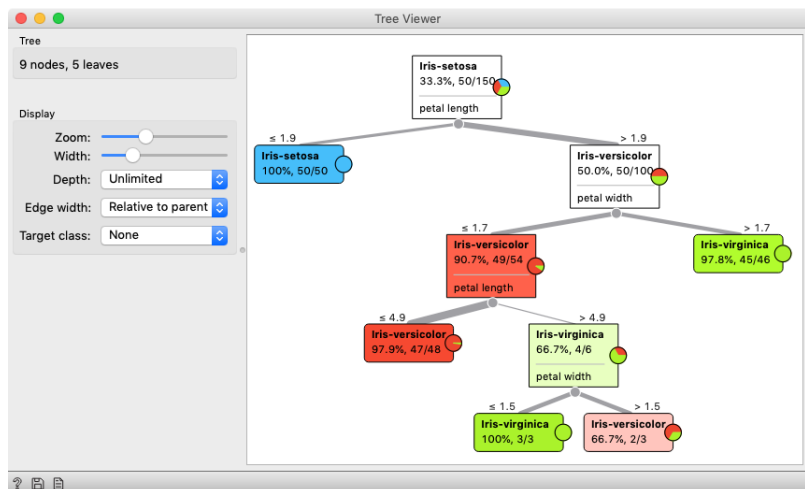 Tree Viewer
Tree
9 nodes, 5 leaves
Display
Zoom:
Width:
Depth: Unlimited
Edge width: Relative to parent
Target class: None
Iris-setosa
33.3%, 50/150
petal length
≤ 1.9
> 1.9
Iris-setosa
100%, 50/50
Iris-versicolor
50.0%, 50/100
petal width
≤ 1.7
> 1.7
Iris-versicolor
90.7%, 49/54
petal length
Iris-virginica
97.8%, 45/46
≤ 4.9
> 4.9
Iris-versicolor
97.9%, 47/48
Iris-virginica
66.7%, 4/6
petal width
≤ 1.5
> 1.5
Iris-virginica
100%, 3/3
Iris-versicolor
66.7%, 2/3
?